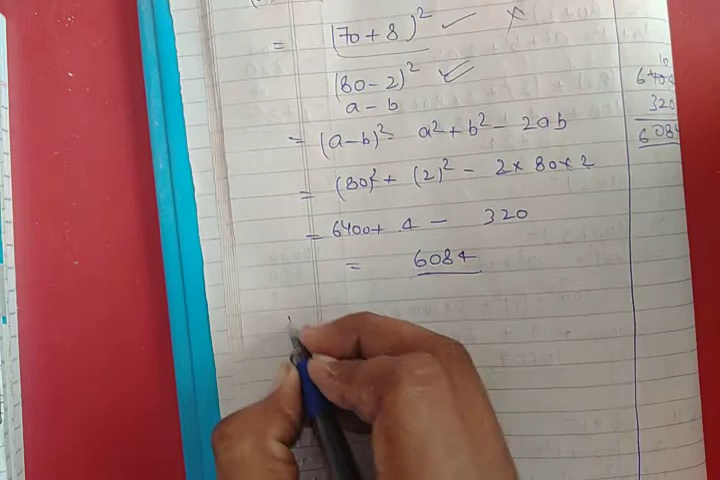 = (70 + 8)²
(80 - 2)²
a - b
= (a-b)² = a² + b² - 2ab
= (80)² + (2)² - 2 × 80 × 2
= 6400 + 4 - 320
= 6084
10
6404
320
6084